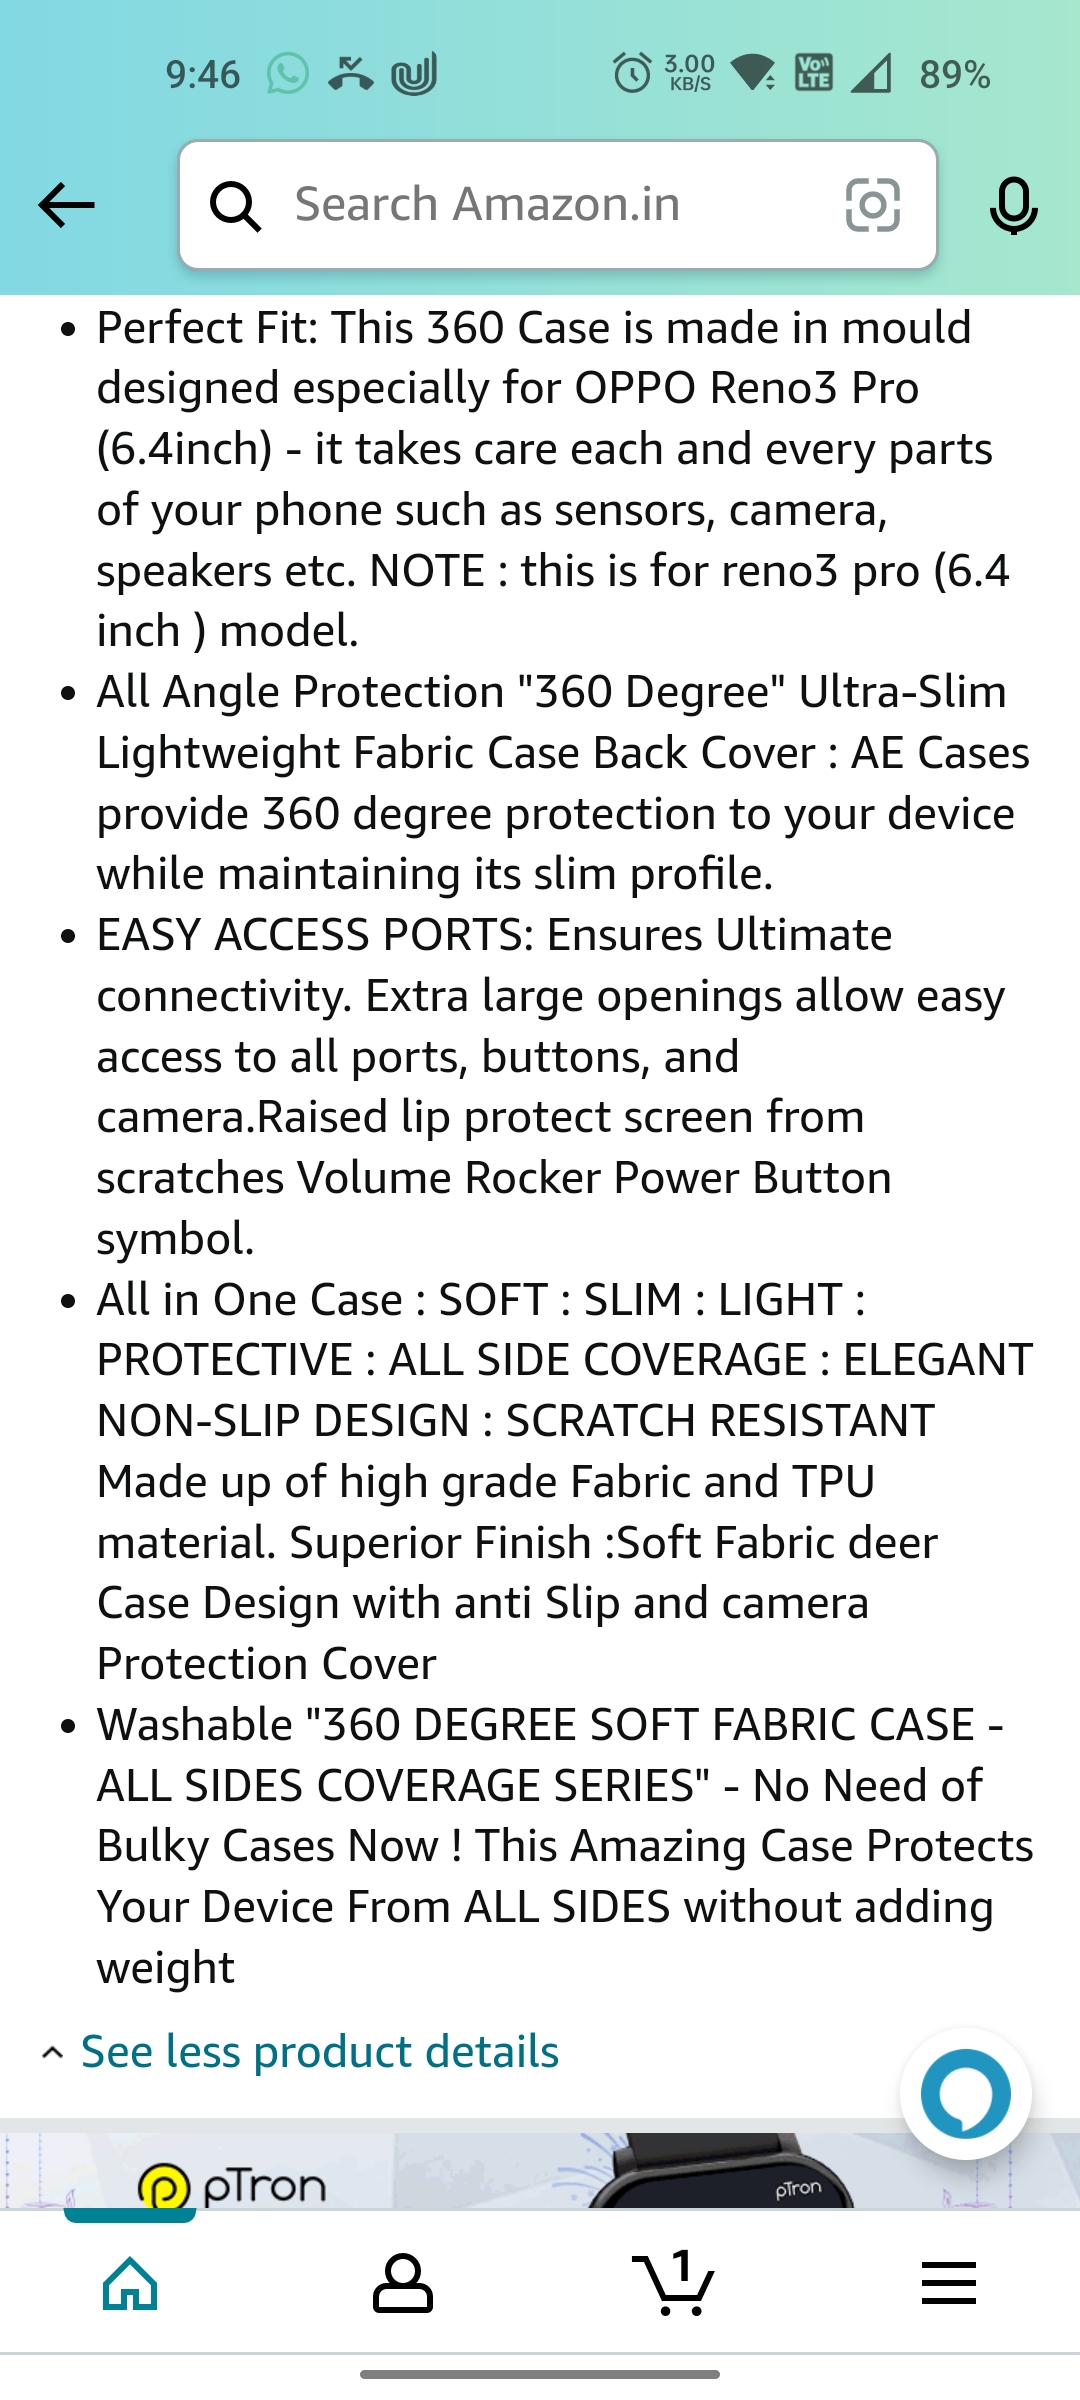 9:46
3.00
KB/S
Vo))
LTE
89%
Search Amazon.in
• Perfect Fit: This 360 Case is made in mould
designed especially for OPPO Reno3 Pro
(6.4inch) - it takes care each and every parts
of your phone such as sensors, camera,
speakers etc. NOTE : this is for reno3 pro (6.4
inch ) model.
• All Angle Protection "360 Degree" Ultra-Slim
Lightweight Fabric Case Back Cover : AE Cases
provide 360 degree protection to your device
while maintaining its slim profile.
• EASY ACCESS PORTS: Ensures Ultimate
connectivity. Extra large openings allow easy
access to all ports, buttons, and
camera.Raised lip protect screen from
scratches Volume Rocker Power Button
symbol.
• All in One Case : SOFT : SLIM : LIGHT :
PROTECTIVE : ALL SIDE COVERAGE : ELEGANT
NON-SLIP DESIGN : SCRATCH RESISTANT
Made up of high grade Fabric and TPU
material. Superior Finish :Soft Fabric deer
Case Design with anti Slip and camera
Protection Cover
• Washable "360 DEGREE SOFT FABRIC CASE -
ALL SIDES COVERAGE SERIES" - No Need of
Bulky Cases Now ! This Amazing Case Protects
Your Device From ALL SIDES without adding
weight
See less product details
pTron
pTron
1